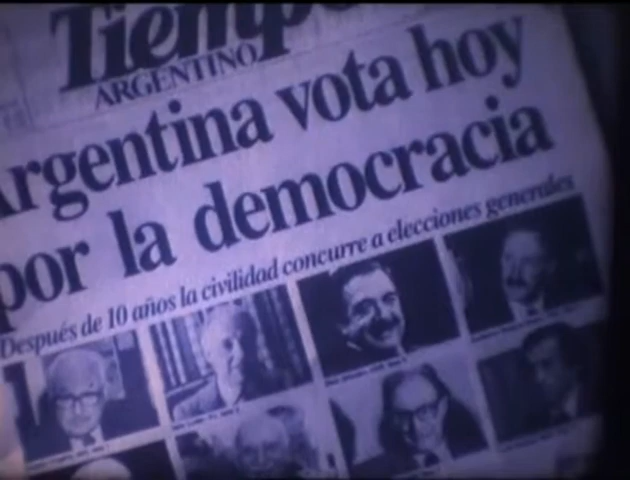 Tiempo
ARGENTINO
Argentina vota hoy
por la democracia
Después de 10 años la civilidad concurre a elecciones generales